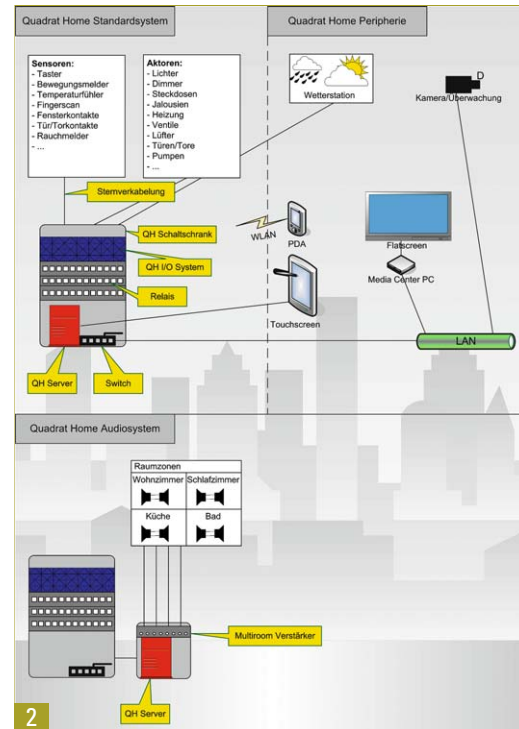 Quadrat Home Standardsystem
Quadrat Home Peripherie
Sensoren:
- Taster
- Bewegungsmelder
- Temperaturfühler
- Fingerscan
- Fensterkontakte
- Tür/Torkontakte
- Rauchmelder
- ...
Aktoren:
- Lichter
- Dimmer
- Steckdosen
- Jalousien
- Heizung
- Ventile
- Lüfter
- Türen/Tore
- Pumpen
- ...
Wetterstation
D
Kamera/Überwachung
Sternverkabelung
QH Schaltschrank
QH I/O System
Relais
QH Server
Switch
WLAN
PDA
Touchscreen
Flatscreen
Media Center PC
LAN
Quadrat Home Audiosystem
Raumzonen
Wohnzimmer
Schlafzimmer
Küche
Bad
Multiroom Verstärker
QH Server
2